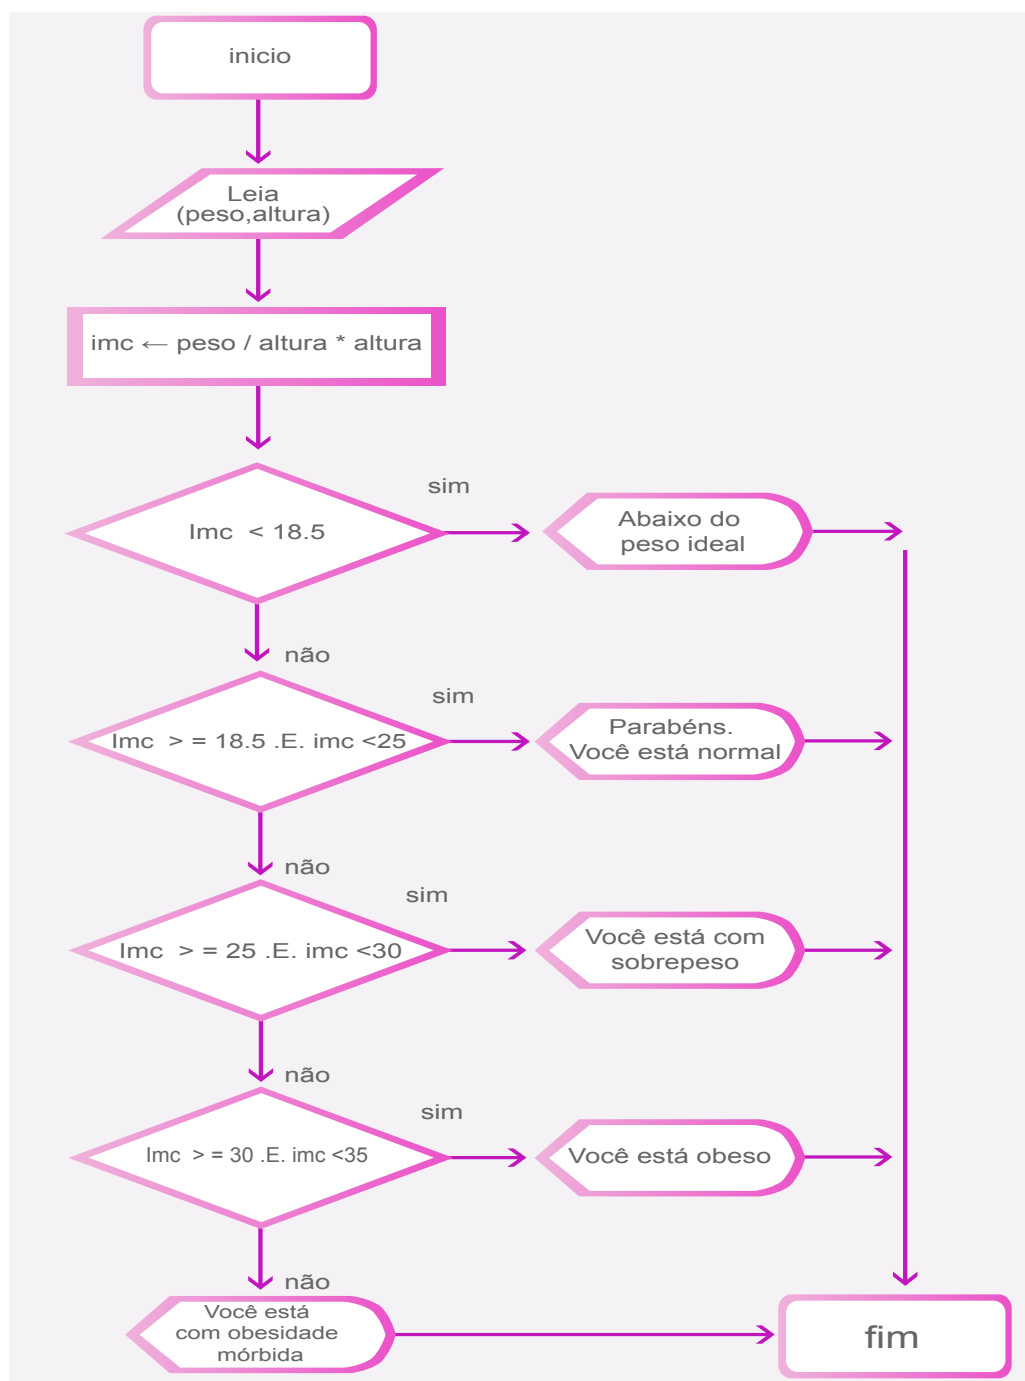 inicio
Leia
(peso,altura)
imc ← peso / altura * altura
sim
Imc < 18.5
Abaixo do
peso ideal
não
sim
Imc > = 18.5 .E. imc <25
Parabéns.
Você está normal
não
sim
Imc > = 25 .E. imc <30
Você está com
sobrepeso
não
sim
Imc > = 30 .E. imc <35
Você está obeso
não
Você está
com obesidade
mórbida
fim